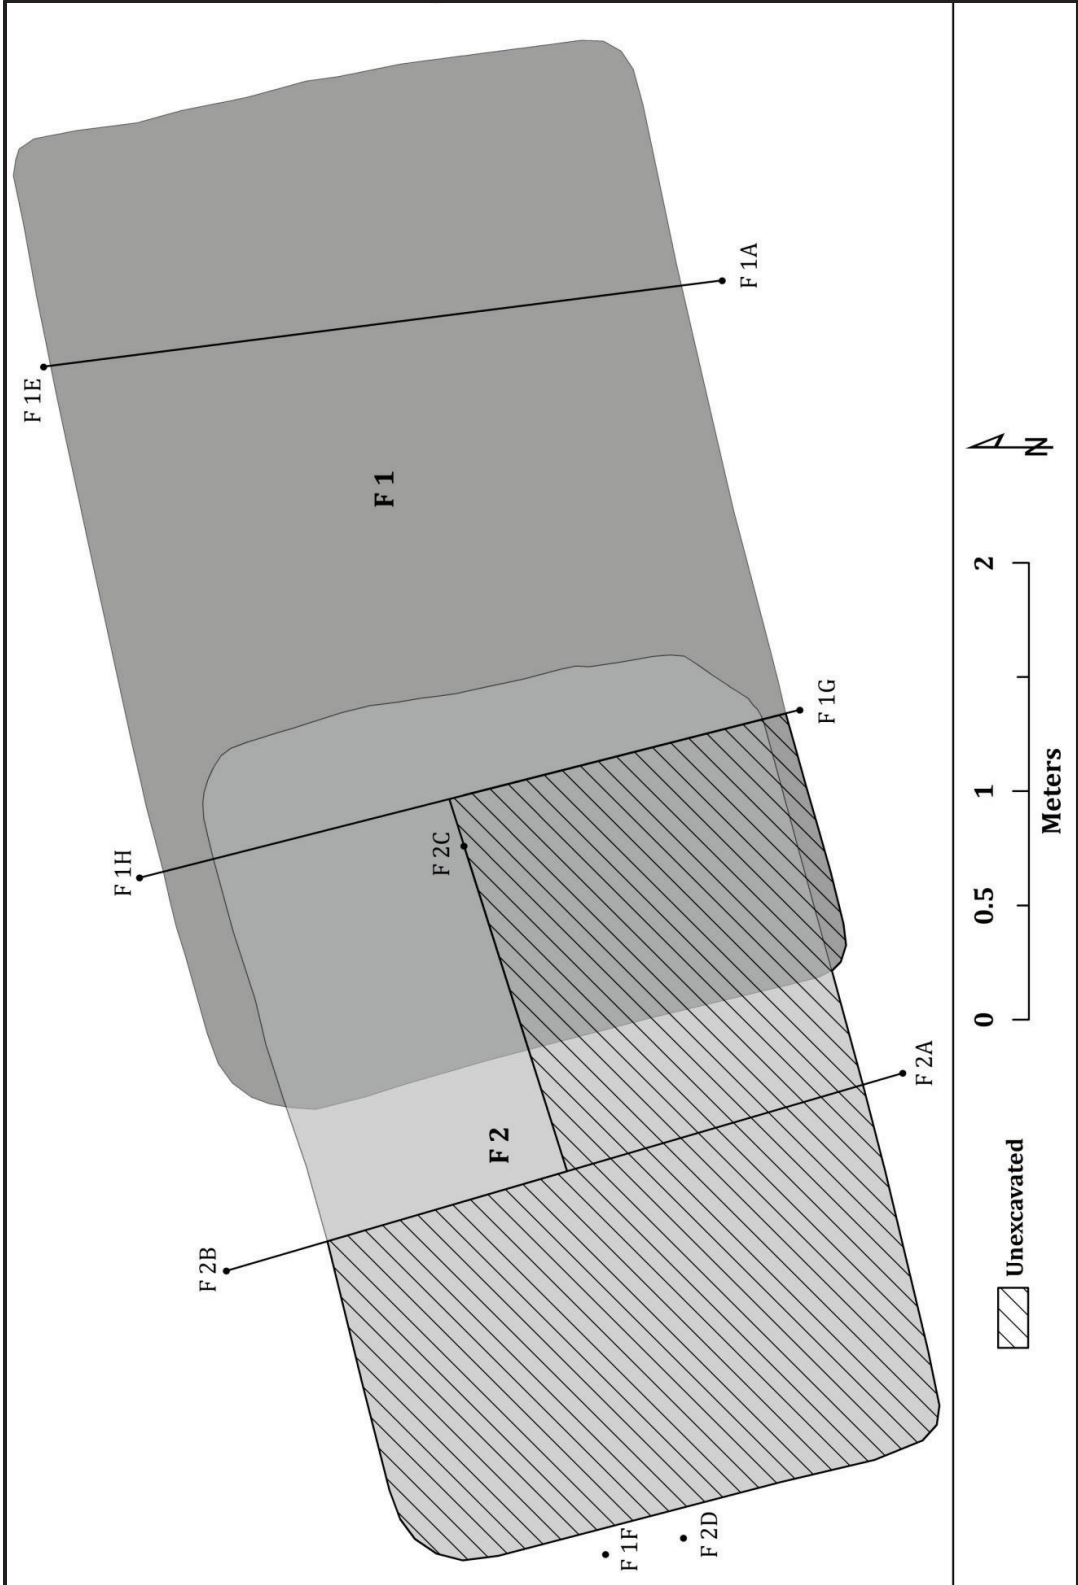 F 1E
F 1A
F 1
F 1H
F 1G
F 2C
F 2
F 2B
F 2A
F 1F
F 2D
Unexcavated
0
0.5
1
2
Meters
N